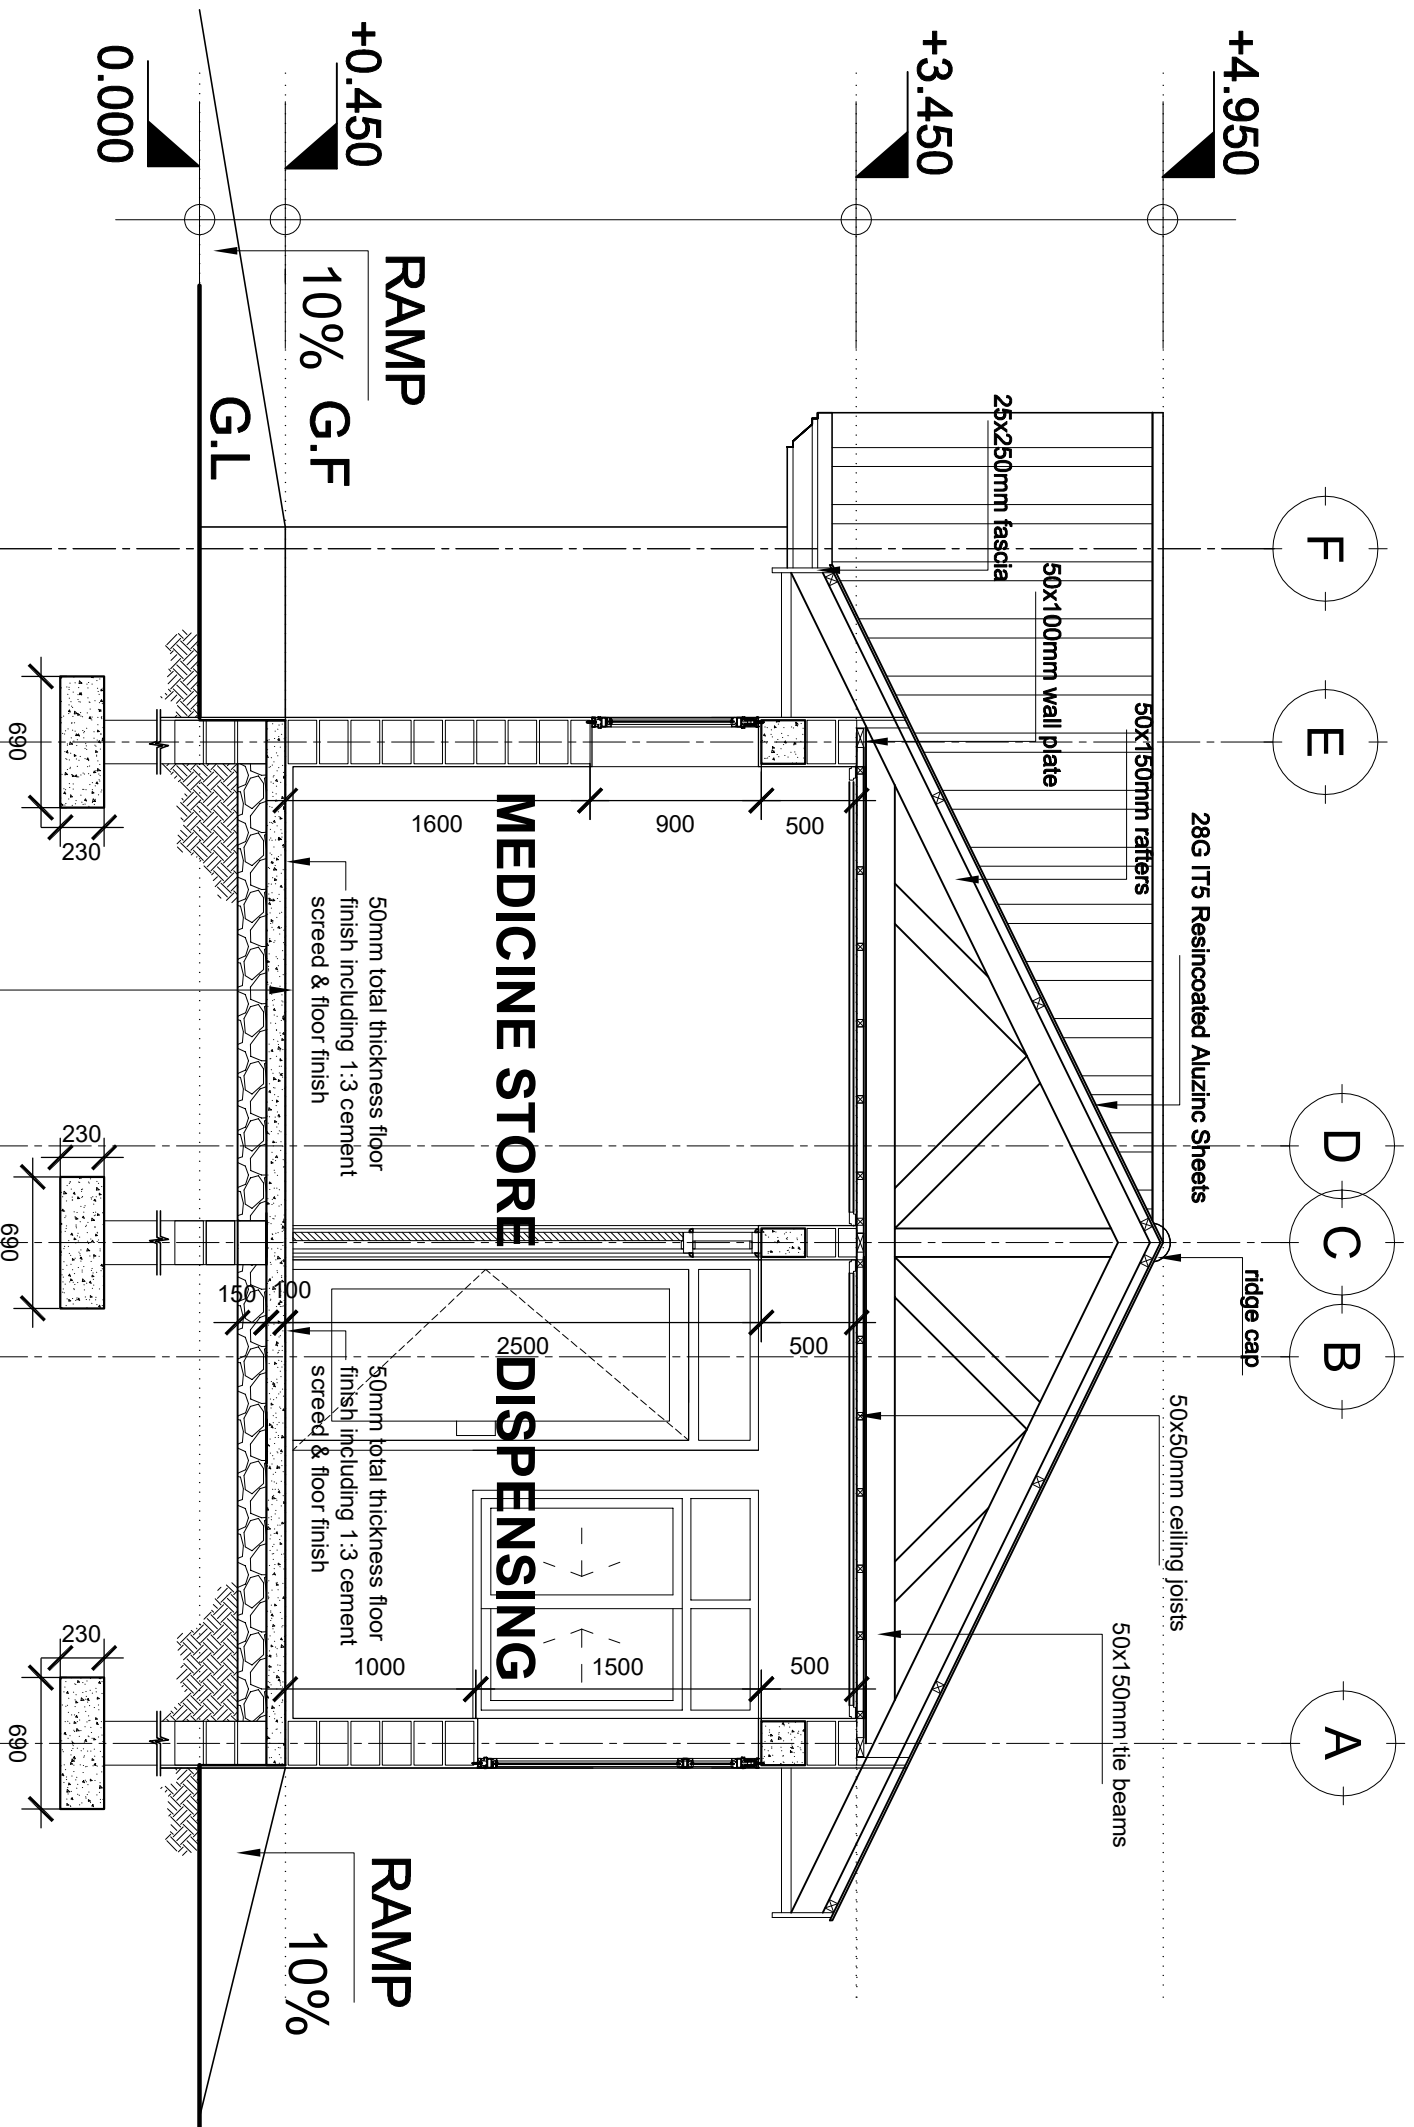 F
E
D
C
B
A
+4.950
+3.450
+0.450
0.000
28G IT5 Resincoated Aluzinc Sheets
ridge cap
50x150mm rafters
50x100mm wall plate
25x250mm fascia
50x50mm ceiling joists
50x150mm tie beams
500
900
1600
500
2500
500
1500
1000
MEDICINE STORE
DISPENSING
50mm total thickness floor
finish including 1:3 cement
screed & floor finish
50mm total thickness floor
finish including 1:3 cement
screed & floor finish
RAMP
10%
G.F
G.L
RAMP
10%
100
150
230
690
230
690
230
690